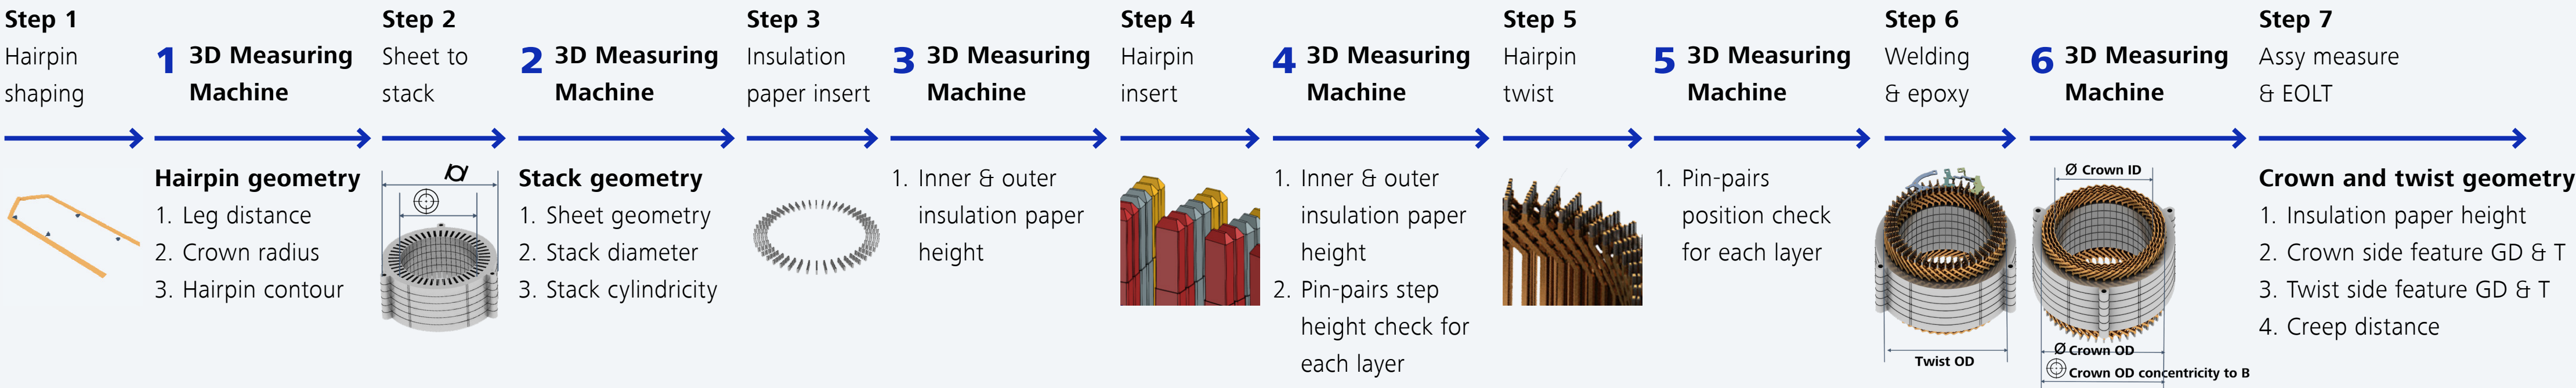 Step 1
Hairpin
shaping
1 3D Measuring
Machine
Hairpin geometry
1. Leg distance
2. Crown radius
3. Hairpin contour
Step 2
Sheet to
stack
2 3D Measuring
Machine
Stack geometry
1. Sheet geometry
2. Stack diameter
3. Stack cylindricity
Step 3
Insulation
paper insert
3 3D Measuring
Machine
1. Inner & outer
insulation paper
height
Step 4
Hairpin
insert
4 3D Measuring
Machine
1. Inner & outer
insulation paper
height
2. Pin-pairs step
height check for
each layer
Step 5
Hairpin
twist
5 3D Measuring
Machine
1. Pin-pairs
position check
for each layer
Step 6
Welding
& epoxy
Twist OD
6 3D Measuring
Machine
Ø Crown ID
Ø Crown OD
Crown OD concentricity to B
Step 7
Assy measure
& EOLT
Crown and twist geometry
1. Insulation paper height
2. Crown side feature GD & T
3. Twist side feature GD & T
4. Creep distance